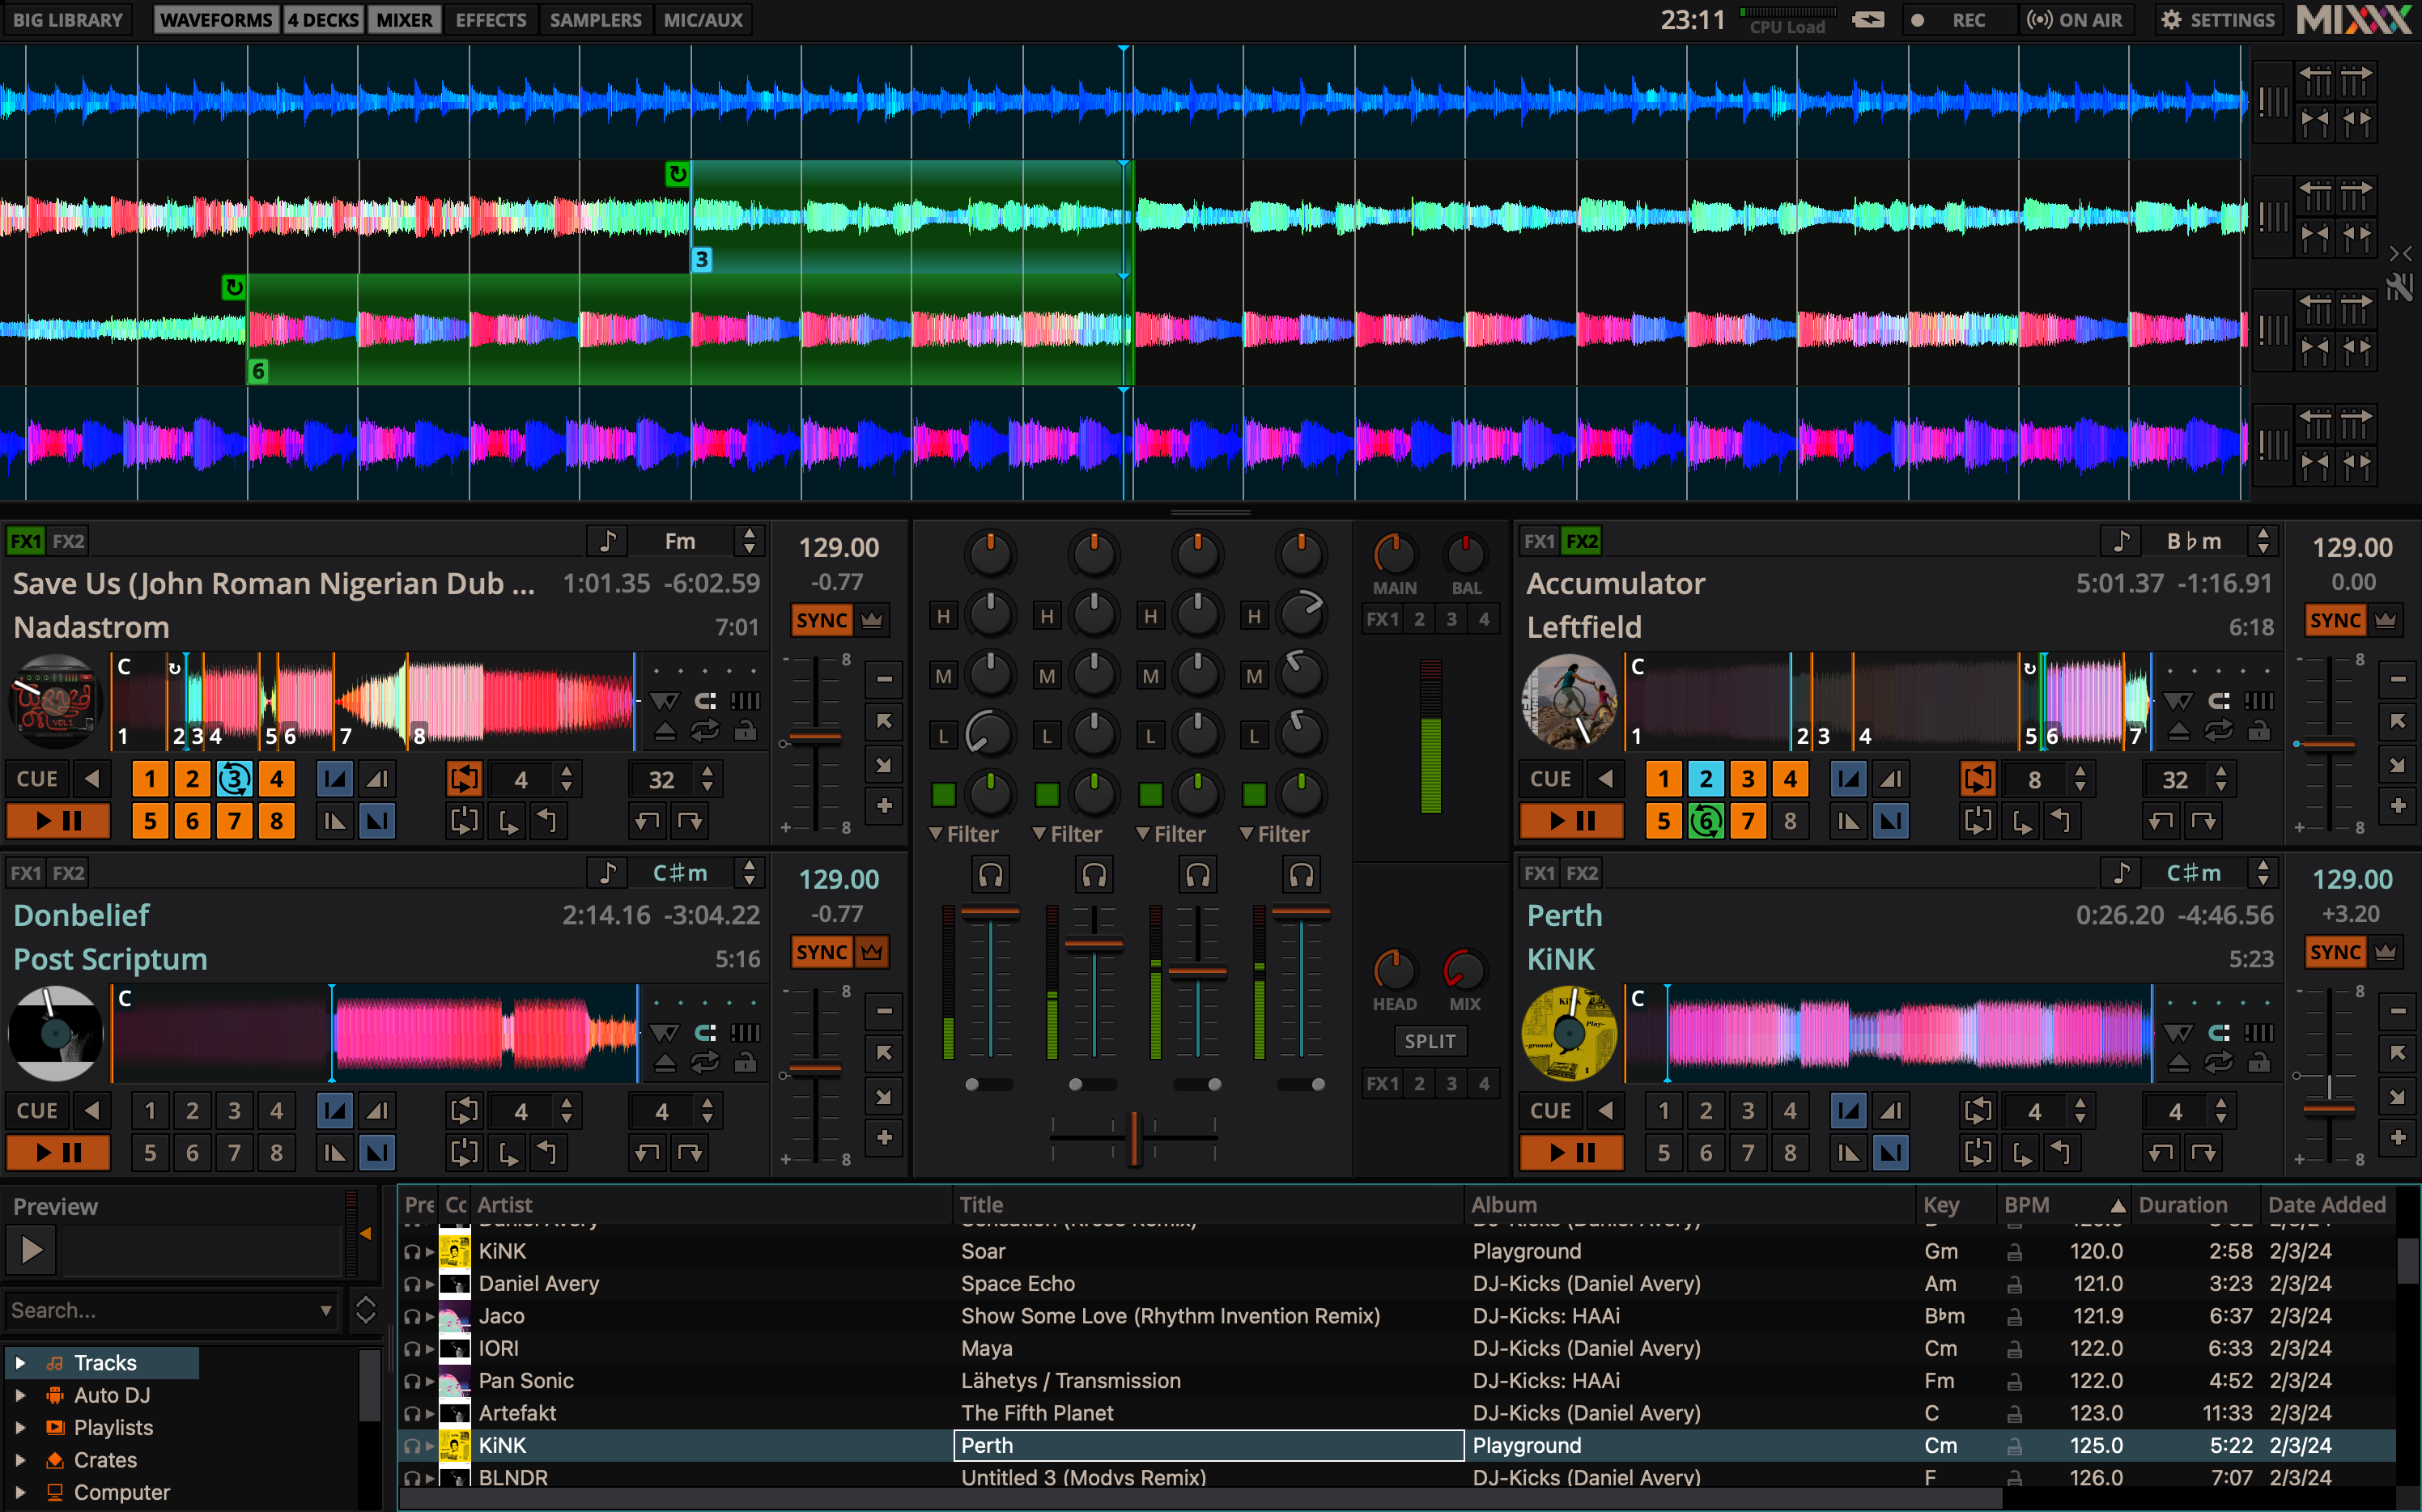 BIG LIBRARY WAVEFORMS 4 DECKS MIXER EFFECTS SAMPLERS MIC/AUX 23:11 CPU Load REC ON AIR SETTINGS MIXXX
3
6
FX1 FX2 Fm 129.00
Save Us (John Roman Nigerian Dub ... 1:01.35 -6:02.59 -0.77
Nadastrom 7:01 SYNC
C 1 2 3 4 5 6 7 8
- 8
CUE 1 2 3 4 4 32
5 6 7 8 + 8
FX1 FX2 C♯m 129.00
Donbelief 2:14.16 -3:04.22 -0.77
Post Scriptum 5:16 SYNC
C
- 8
CUE 1 2 3 4 4 4
5 6 7 8 + 8
H H H H
M M M M
L L L L
Filter Filter Filter Filter
MAIN BAL
FX1 2 3 4
HEAD MIX
SPLIT
FX1 2 3 4
FX1 FX2 B♭m 129.00
Accumulator 5:01.37 -1:16.91 0.00
Leftfield 6:18 SYNC
C 1 2 3 4 5 6 7
- 8
CUE 1 2 3 4 8 32
5 6 7 8 + 8
FX1 FX2 C♯m 129.00
Perth 0:26.20 -4:46.56 +3.20
KiNK 5:23 SYNC
C
- 8
CUE 1 2 3 4 4 4
5 6 7 8 + 8
Preview
Search...
Tracks
Auto DJ
Playlists
Crates
Computer
Pre Cc Artist Title Album Key BPM Duration Date Added
KiNK Soar Playground Gm 120.0 2:58 2/3/24
Daniel Avery Space Echo DJ-Kicks (Daniel Avery) Am 121.0 3:23 2/3/24
Jaco Show Some Love (Rhythm Invention Remix) DJ-Kicks: HAAi B♭m 121.9 6:37 2/3/24
IORI Maya DJ-Kicks (Daniel Avery) Cm 122.0 6:33 2/3/24
Pan Sonic Lähetys / Transmission DJ-Kicks: HAAi Fm 122.0 4:52 2/3/24
Artefakt The Fifth Planet DJ-Kicks (Daniel Avery) C 123.0 11:33 2/3/24
KiNK Perth Playground Cm 125.0 5:22 2/3/24
BLNDR Untitled 3 (Modvs Remix) DJ-Kicks (Daniel Avery) F 126.0 7:07 2/3/24